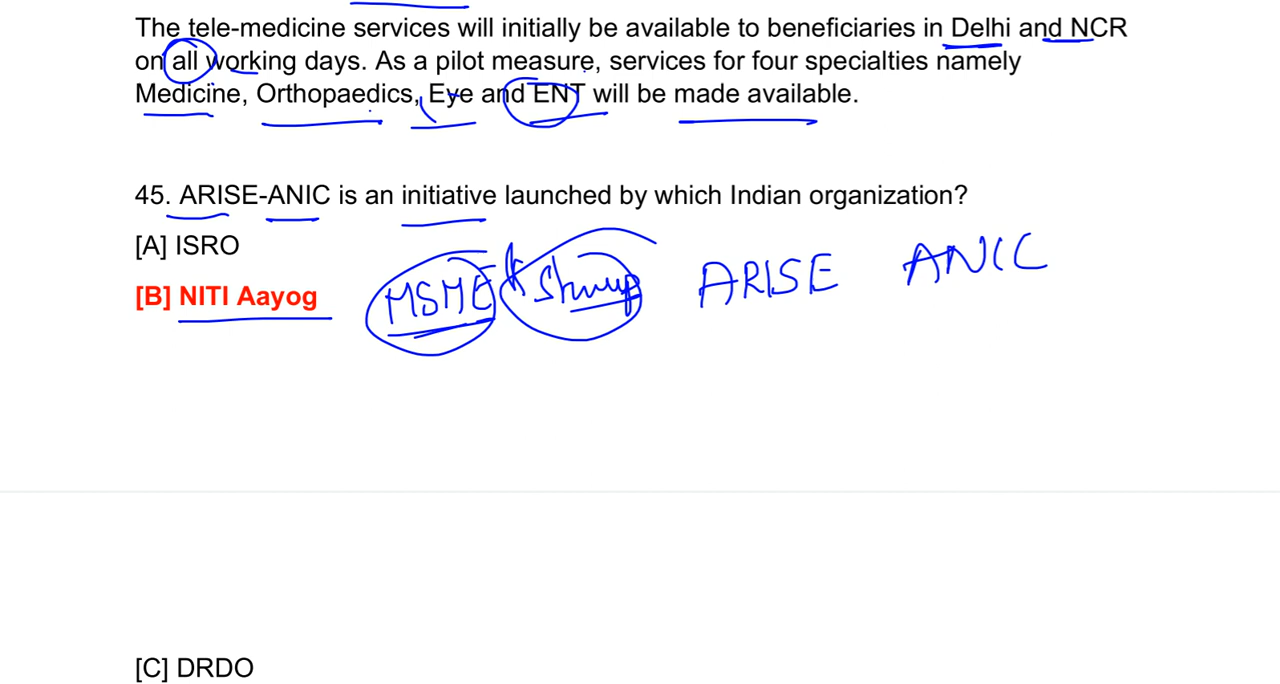 The tele-medicine services will initially be available to beneficiaries in Delhi and NCR
on all working days. As a pilot measure, services for four specialties namely
Medicine, Orthopaedics, Eye and ENT will be made available.
45. ARISE-ANIC is an initiative launched by which Indian organization?
[A] ISRO
[B] NITI Aayog MSME & ARISE ANIC
[C] DRDO